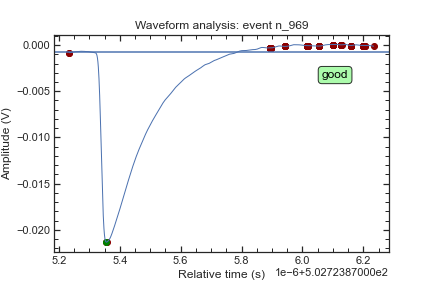 Waveform analysis: event n_969
0.000
−0.005
−0.010
−0.015
−0.020
Amplitude (V)
good
5.2
5.4
5.6
5.8
6.0
6.2
Relative time (s)
1e−6+5.0272387000e2